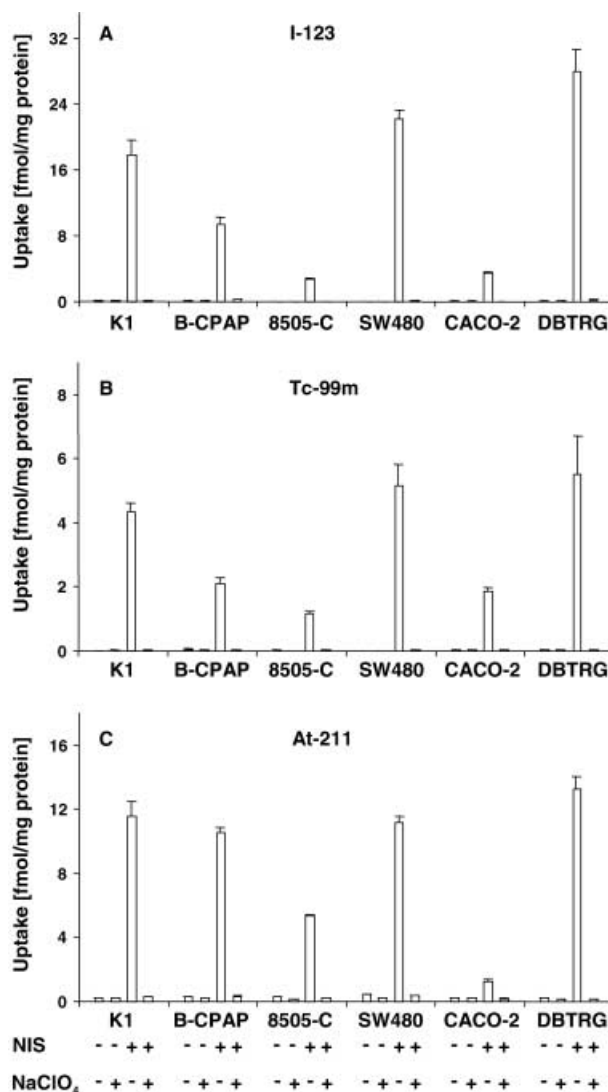 A I-123
Uptake [fmol/mg protein]
32
24
16
8
0
K1 B-CPAP 8505-C SW480 CACO-2 DBTRG
B Tc-99m
Uptake [fmol/mg protein]
8
6
4
2
0
K1 B-CPAP 8505-C SW480 CACO-2 DBTRG
C At-211
Uptake [fmol/mg protein]
16
12
8
4
0
K1 B-CPAP 8505-C SW480 CACO-2 DBTRG
NIS - - + + - - + + - - + + - - + + - - + + - - + +
NaClO₄ - + - + - + - + - + - + - + - + - + - + - + - +